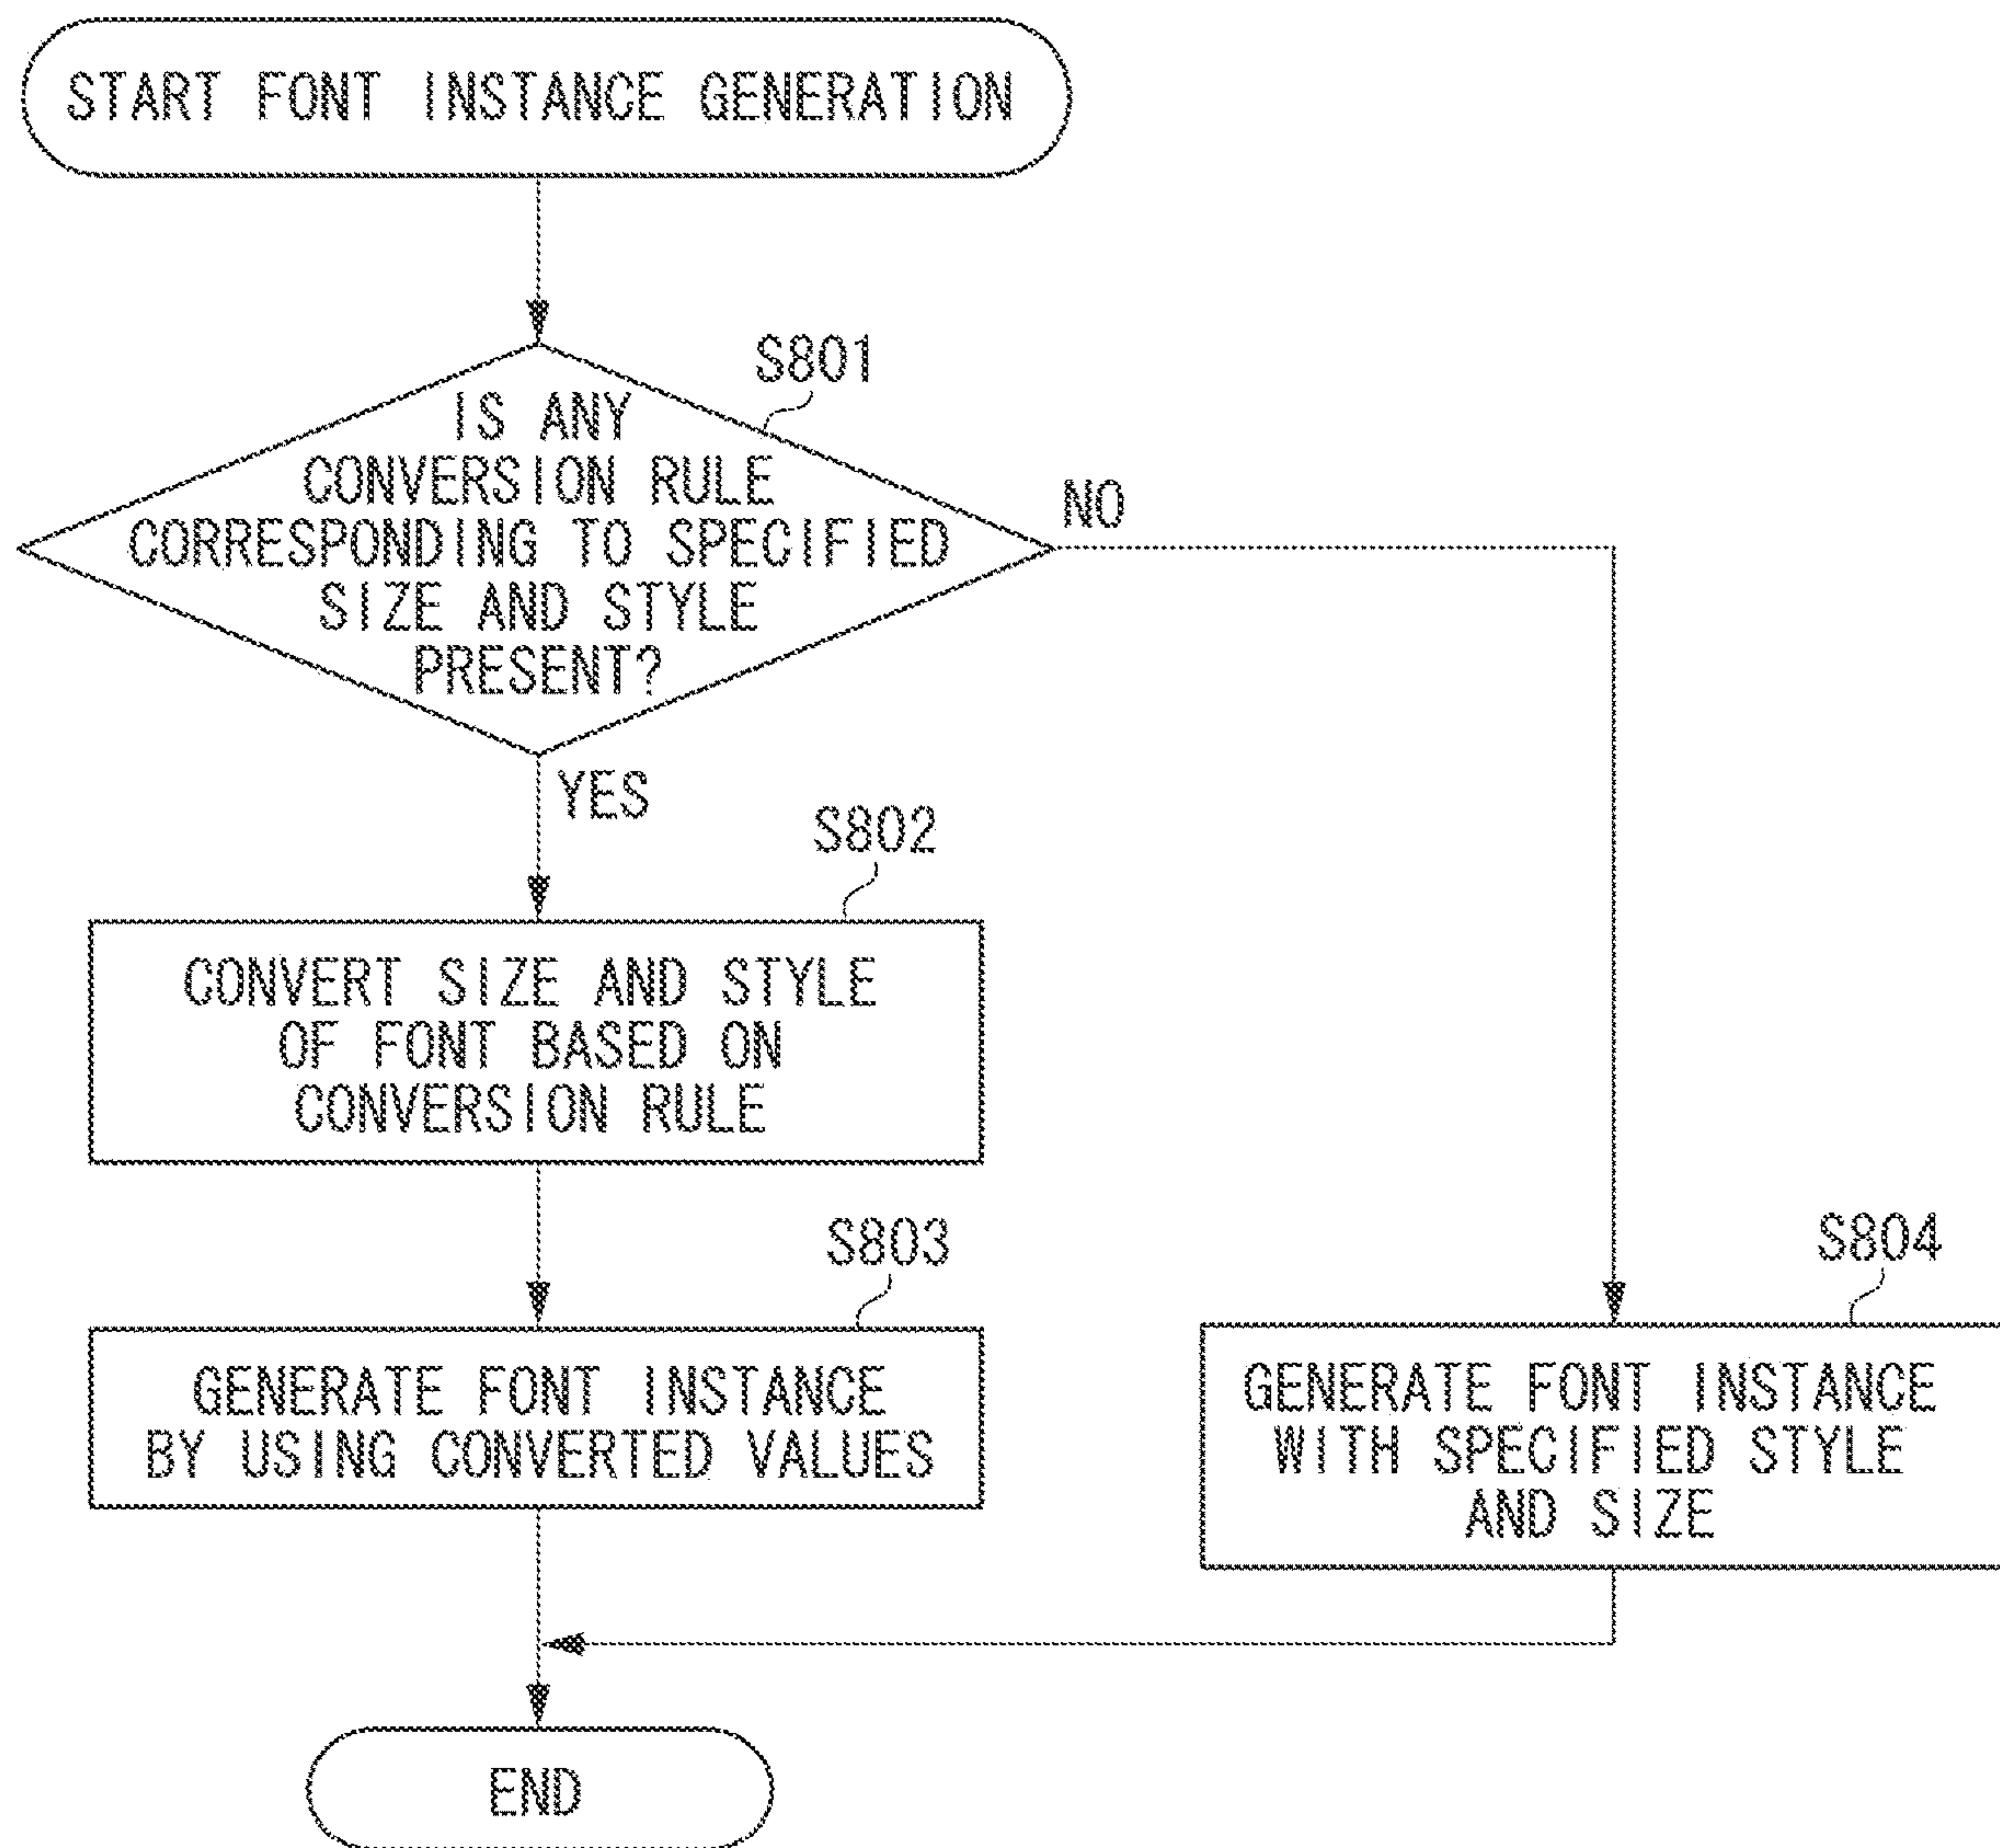 START FONT INSTANCE GENERATION
S801
IS ANY
CONVERSION RULE
CORRESPONDING TO SPECIFIED
SIZE AND STYLE
PRESENT?
NO
YES
S802
CONVERT SIZE AND STYLE
OF FONT BASED ON
CONVERSION RULE
S803
GENERATE FONT INSTANCE
BY USING CONVERTED VALUES
S804
GENERATE FONT INSTANCE
WITH SPECIFIED STYLE
AND SIZE
END